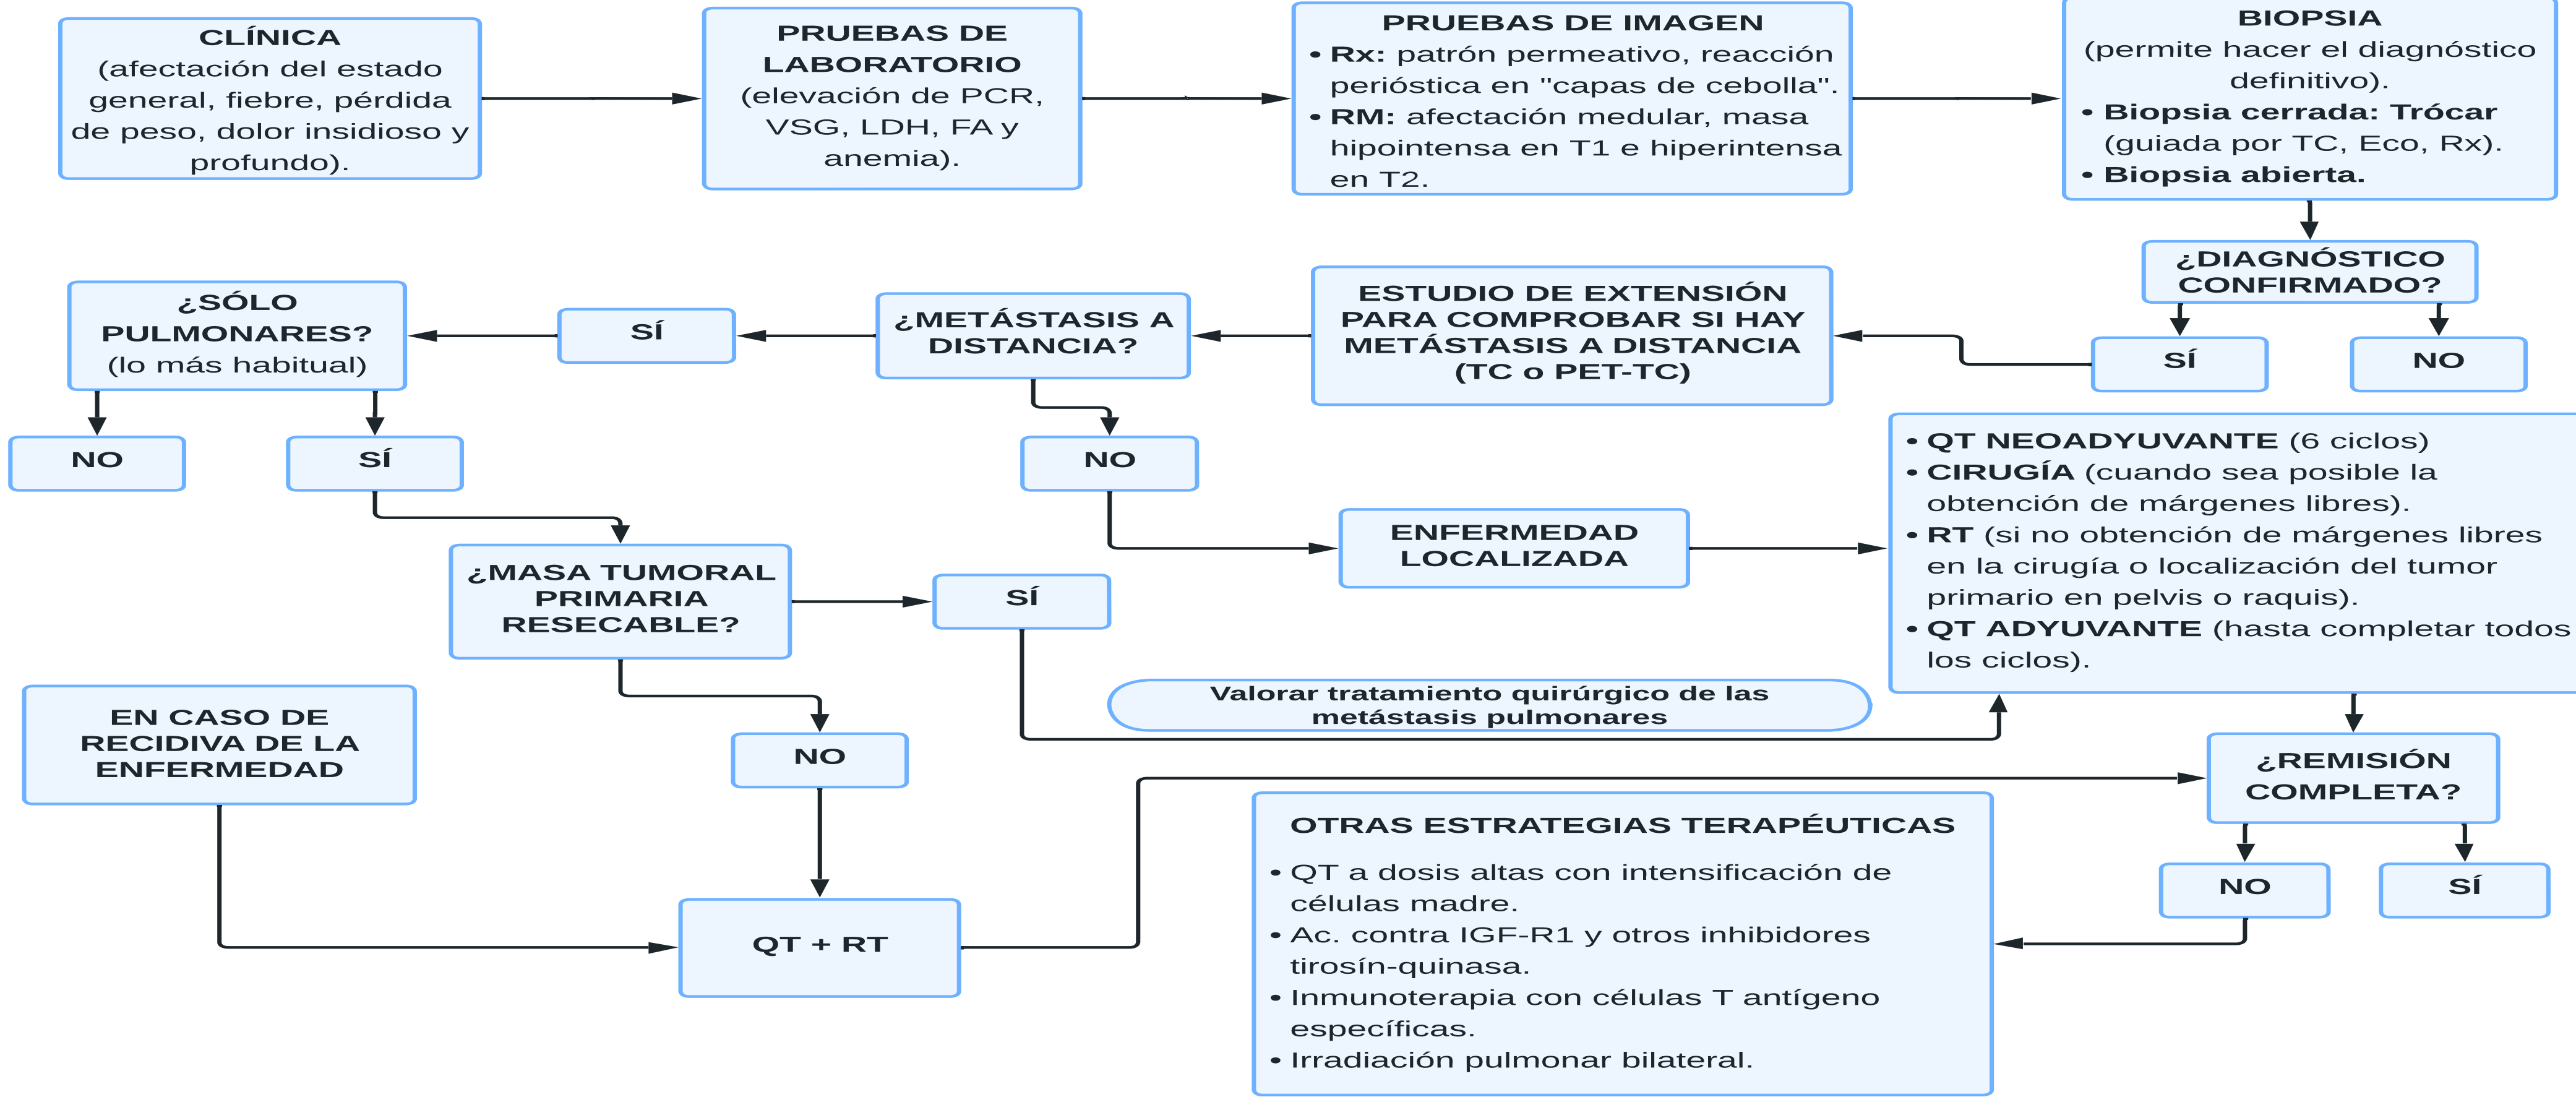 CLÍNICA
(afectación del estado
general, fiebre, pérdida
de peso, dolor insidioso y
profundo).
PRUEBAS DE
LABORATORIO
(elevación de PCR,
VSG, LDH, FA y
anemia).
PRUEBAS DE IMAGEN
• Rx: patrón permeativo, reacción
perióstica en "capas de cebolla".
• RM: afectación medular, masa
hipointensa en T1 e hiperintensa
en T2.
BIOPSIA
(permite hacer el diagnóstico
definitivo).
• Biopsia cerrada: Trócar
(guiada por TC, Eco, Rx).
• Biopsia abierta.
¿DIAGNÓSTICO
CONFIRMADO?
SÍ
NO
ESTUDIO DE EXTENSIÓN
PARA COMPROBAR SI HAY
METÁSTASIS A DISTANCIA
(TC o PET-TC)
¿METÁSTASIS A
DISTANCIA?
SÍ
¿SÓLO
PULMONARES?
(lo más habitual)
NO
SÍ
NO
ENFERMEDAD
LOCALIZADA
• QT NEOADYUVANTE (6 ciclos)
• CIRUGÍA (cuando sea posible la
obtención de márgenes libres).
• RT (si no obtención de márgenes libres
en la cirugía o localización del tumor
primario en pelvis o raquis).
• QT ADYUVANTE (hasta completar todos
los ciclos).
¿MASA TUMORAL
PRIMARIA
RESECABLE?
SÍ
Valorar tratamiento quirúrgico de las
metástasis pulmonares
NO
EN CASO DE
RECIDIVA DE LA
ENFERMEDAD
QT + RT
¿REMISIÓN
COMPLETA?
NO
SÍ
OTRAS ESTRATEGIAS TERAPÉUTICAS
• QT a dosis altas con intensificación de
células madre.
• Ac. contra IGF-R1 y otros inhibidores
tirosín-quinasa.
• Inmunoterapia con células T antígeno
específicas.
• Irradiación pulmonar bilateral.